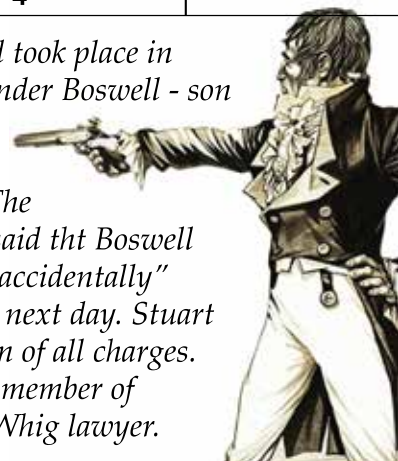 d took place in
nder Boswell - son
The
aid tht Boswell
accidentally”
next day. Stuart
n of all charges.
member of
Whig lawyer.